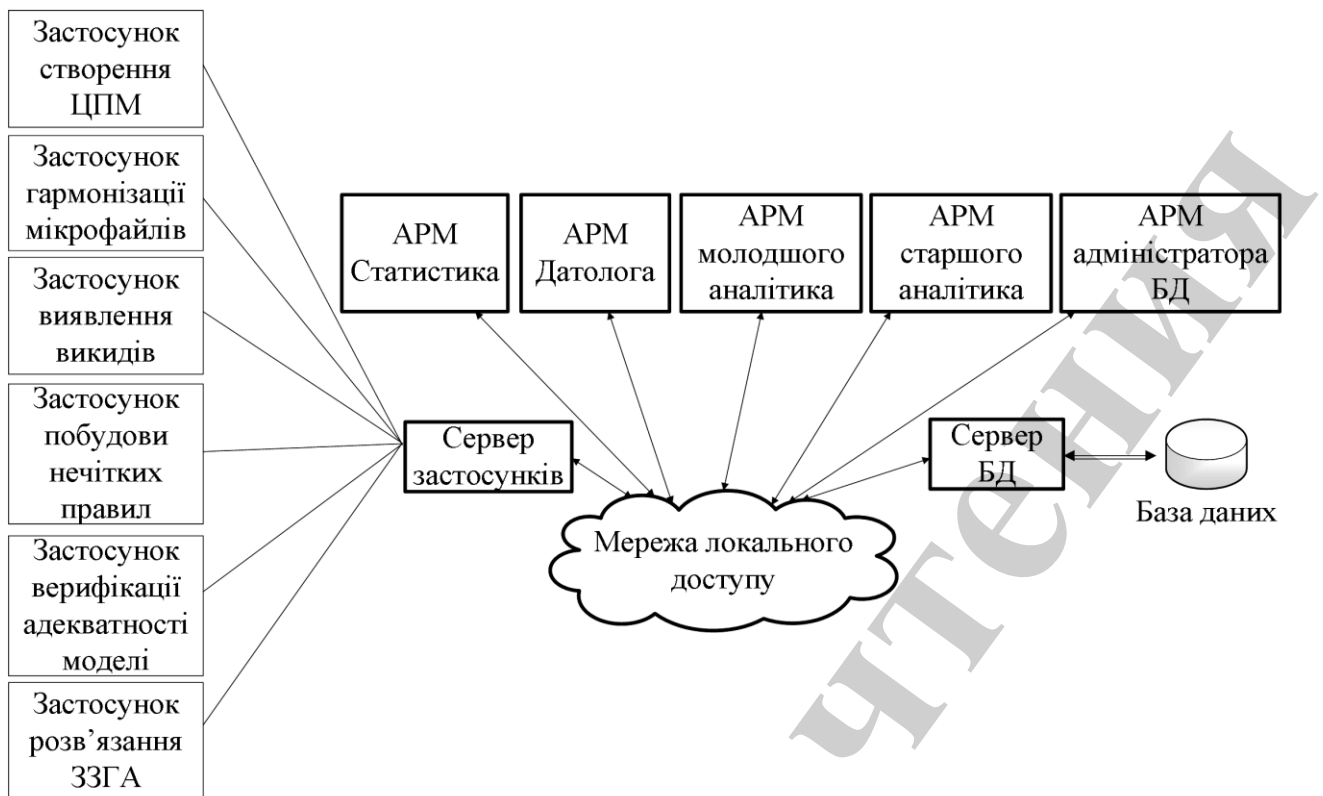 Застосунок
створення
ЦПМ
Застосунок
гармонізації
мікрофайлів
Застосунок
виявлення
викидів
Застосунок
побудови
нечітких
правил
Застосунок
верифікації
адекватності
моделі
Застосунок
розв’язання
ЗЗГА
АРМ
Статистика
АРМ
Датолога
АРМ
молодшого
аналітика
АРМ
старшого
аналітика
АРМ
адміністратора
БД
Сервер
застосунків
Сервер
БД
База даних
Мережа локального
доступу
чтения